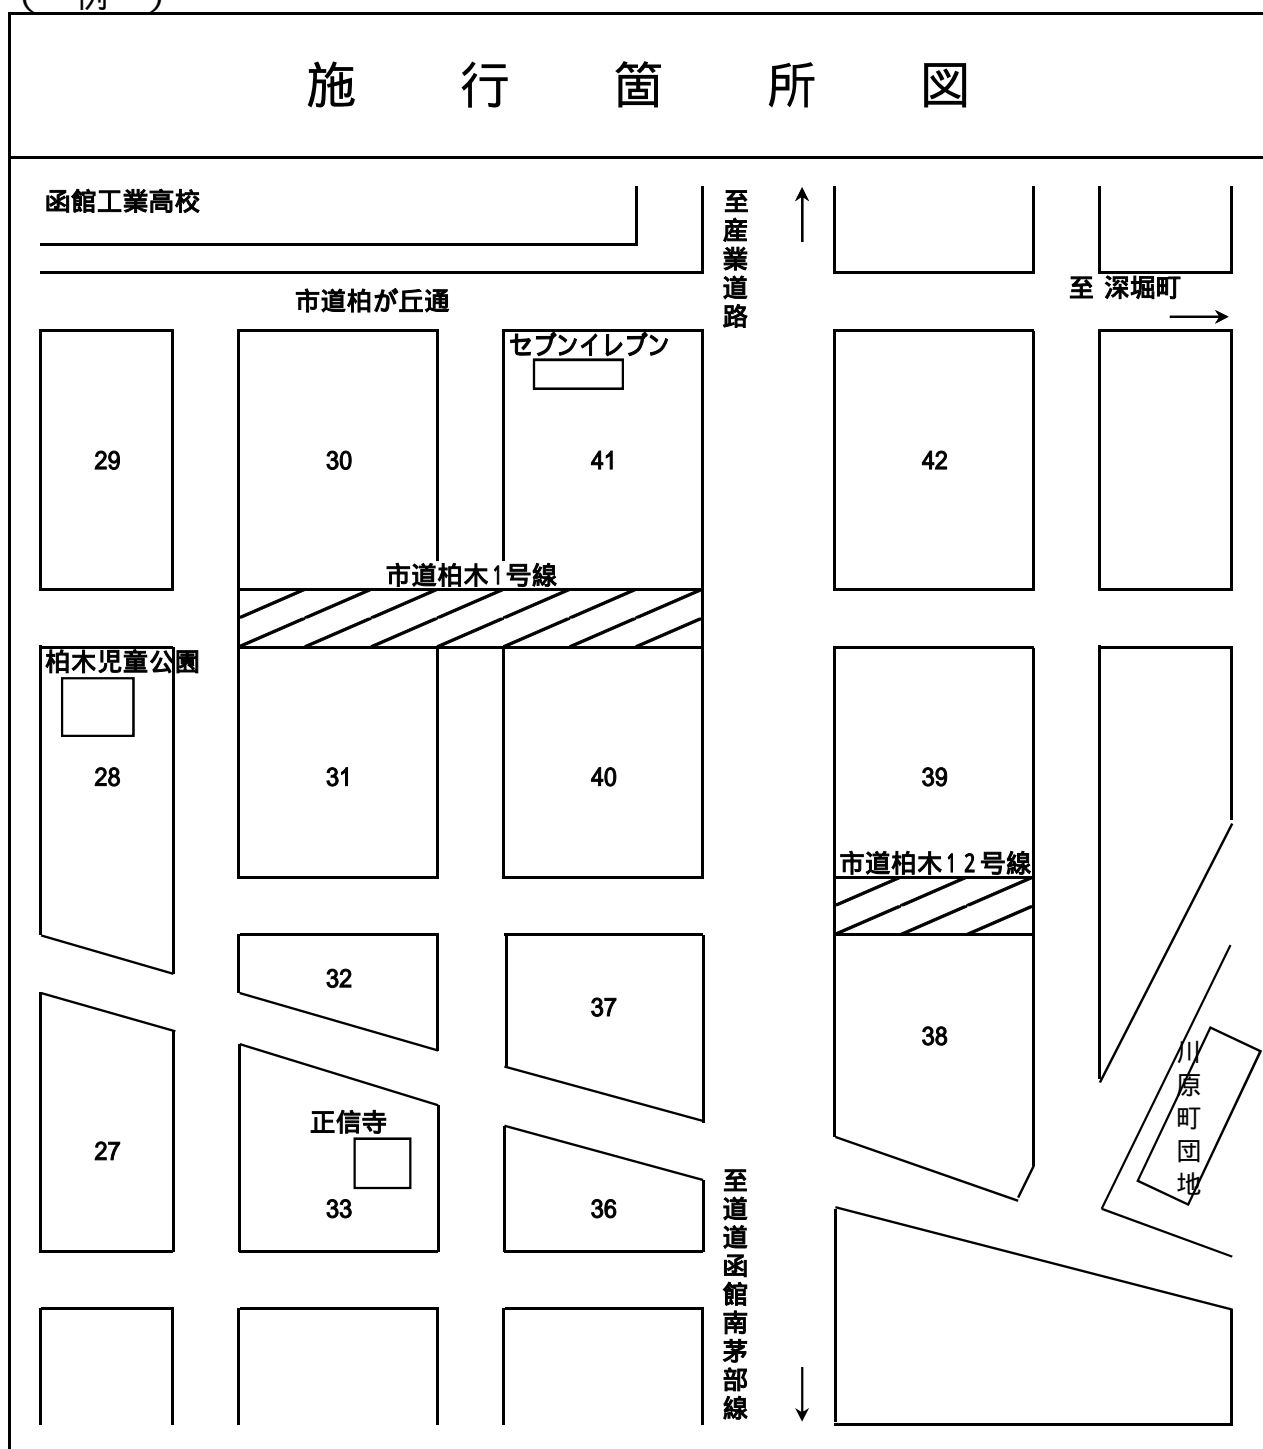 ( 例 )
施行箇所図
函館工業高校
至産業道路
至 深堀町
市道柏が丘通
セブンイレブン
29
30
41
42
市道柏木1号線
柏木児童公園
28
31
40
39
市道柏木12号線
32
37
38
川原町団地
正信寺
27
33
36
至道道函館南茅部線